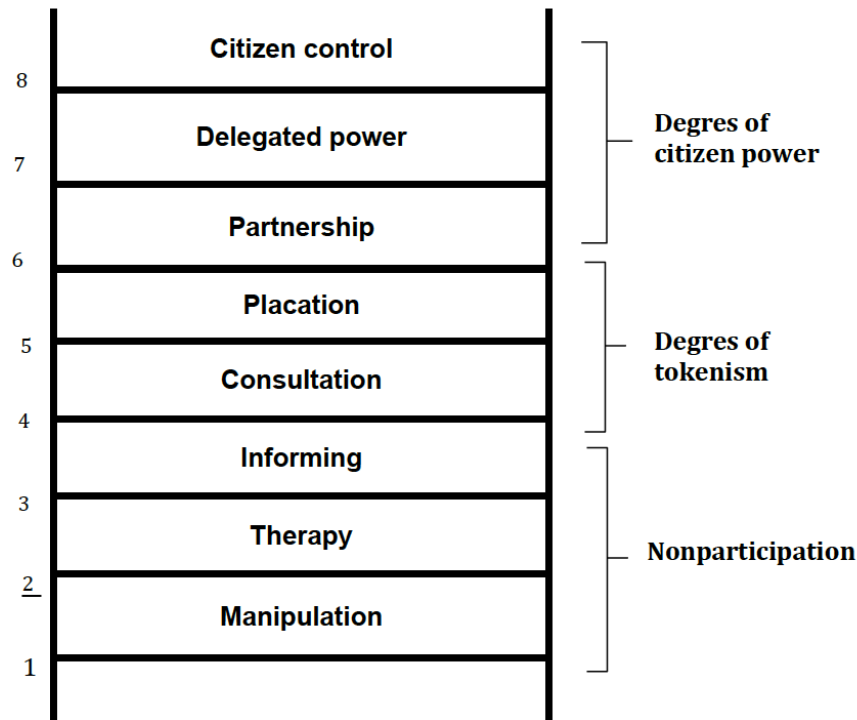 Citizen control
8
Delegated power
Degres of
citizen power
7
Partnership
6
Placation
Degres of
tokenism
5
Consultation
4
Informing
3
Therapy
Nonparticipation
2
Manipulation
1